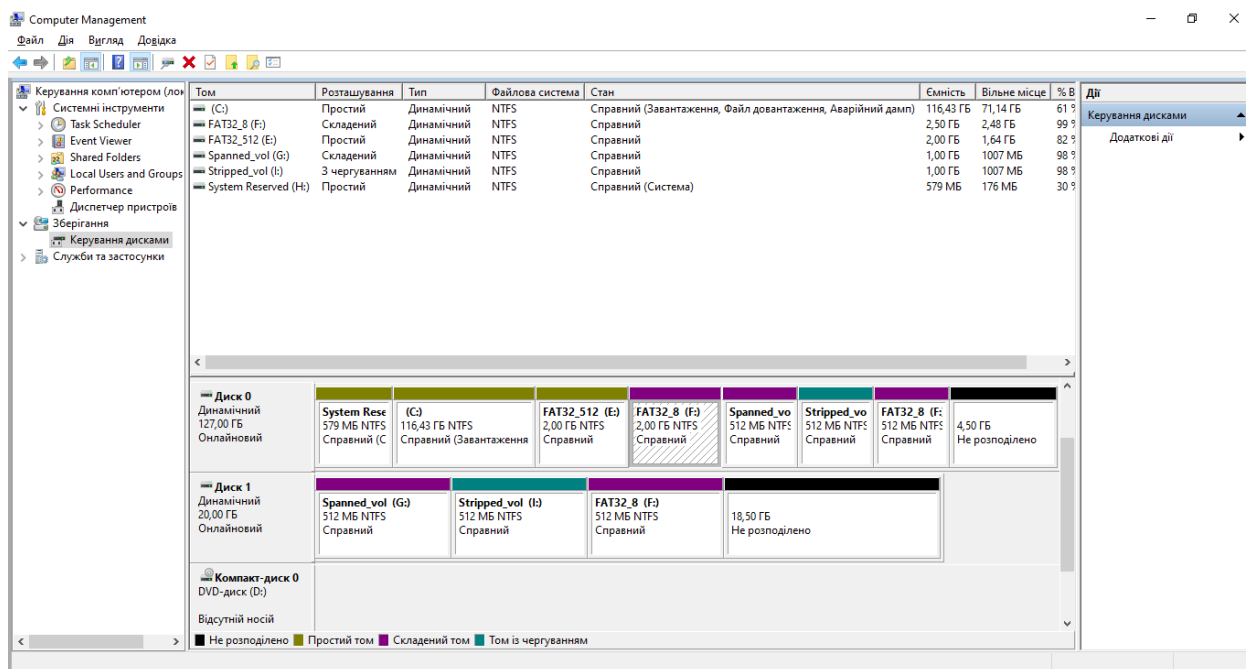 Computer Management
Файл Дія Вигляд Довідка
Керування комп'ютером (лок
Системні інструменти
Task Scheduler
Event Viewer
Shared Folders
Local Users and Groups
Performance
Диспетчер пристроїв
Зберігання
Керування дисками
Служби та застосунки
Том Розташування Тип Файлова система Стан Ємність Вільне місце % В
(C:) Простий Динамічний NTFS Справний (Завантаження, Файл довантаження, Аварійний дамп) 116,43 ГБ 71,14 ГБ 61 %
FAT32_8 (F:) Складений Динамічний NTFS Справний 2,50 ГБ 2,48 ГБ 99 %
FAT32_512 (E:) Простий Динамічний NTFS Справний 2,00 ГБ 1,64 ГБ 82 %
Spanned_vol (G:) Складений Динамічний NTFS Справний 1,00 ГБ 1007 МБ 98 %
Stripped_vol (I:) З чергуванням Динамічний NTFS Справний 1,00 ГБ 1007 МБ 98 %
System Reserved (H:) Простий Динамічний NTFS Справний (Система) 579 МБ 176 МБ 30 %
Дії
Керування дисками
Додаткові дії
Диск 0
Динамічний
127,00 ГБ
Онлайновий
System Rese
579 МБ NTFS
Справний (С
(C:)
116,43 ГБ NTFS
Справний (Завантаження
FAT32_512 (E:)
2,00 ГБ NTFS
Справний
FAT32_8 (F:)
2,00 ГБ NTFS
Справний
Spanned_vo
512 МБ NTFS
Справний
Stripped_vo
512 МБ NTFS
Справний
FAT32_8 (F:
512 МБ NTFS
Справний
4,50 ГБ
Не розподілено
Диск 1
Динамічний
20,00 ГБ
Онлайновий
Spanned_vol (G:)
512 МБ NTFS
Справний
Stripped_vol (I:)
512 МБ NTFS
Справний
FAT32_8 (F:)
512 МБ NTFS
Справний
18,50 ГБ
Не розподілено
Компакт-диск 0
DVD-диск (D:)
Відсутній носій
Не розподілено Простий том Складений том Том із чергуванням